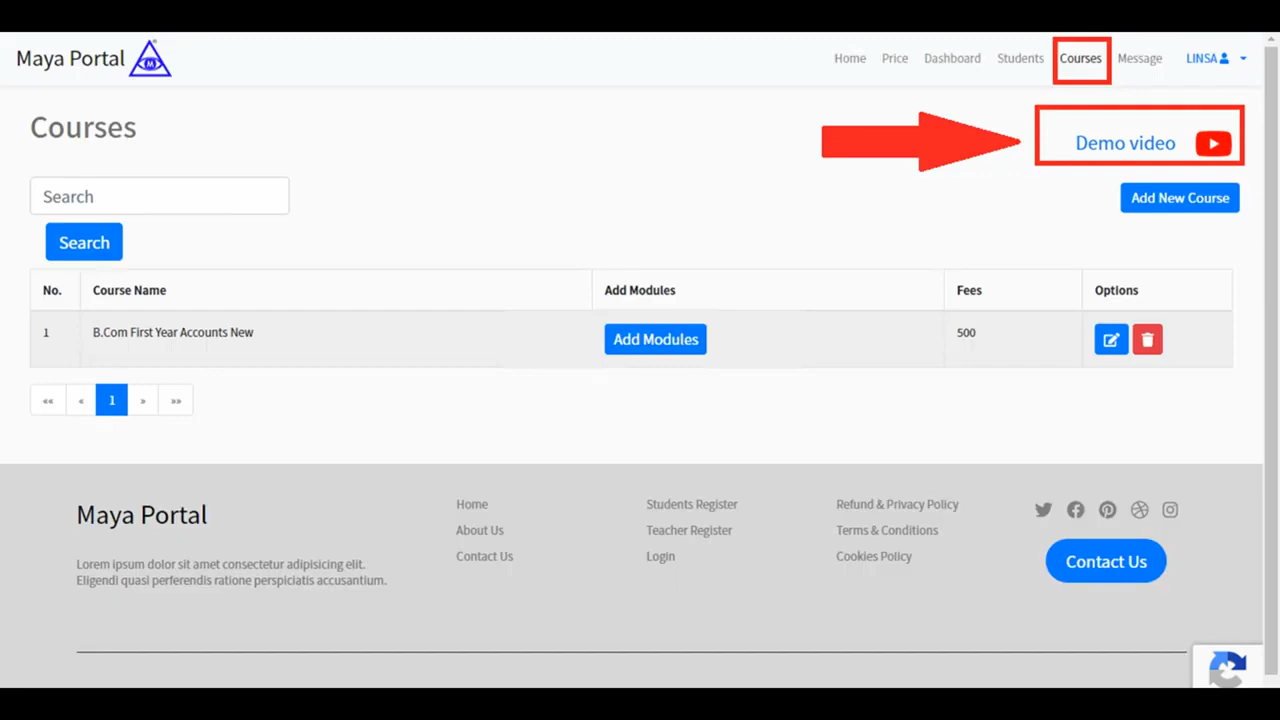 Maya Portal
Home Price Dashboard Students Courses Message LINSA
Courses
Demo video
Search
Add New Course
Search
No. Course Name Add Modules Fees Options
1 B.Com First Year Accounts New Add Modules 500
«« « 1 » »»
Maya Portal
Lorem ipsum dolor sit amet consectetur adipisicing elit.
Eligendi quasi perferendis ratione perspiciatis accusantium.
Home
About Us
Contact Us
Students Register
Teacher Register
Login
Refund & Privacy Policy
Terms & Conditions
Cookies Policy
Contact Us